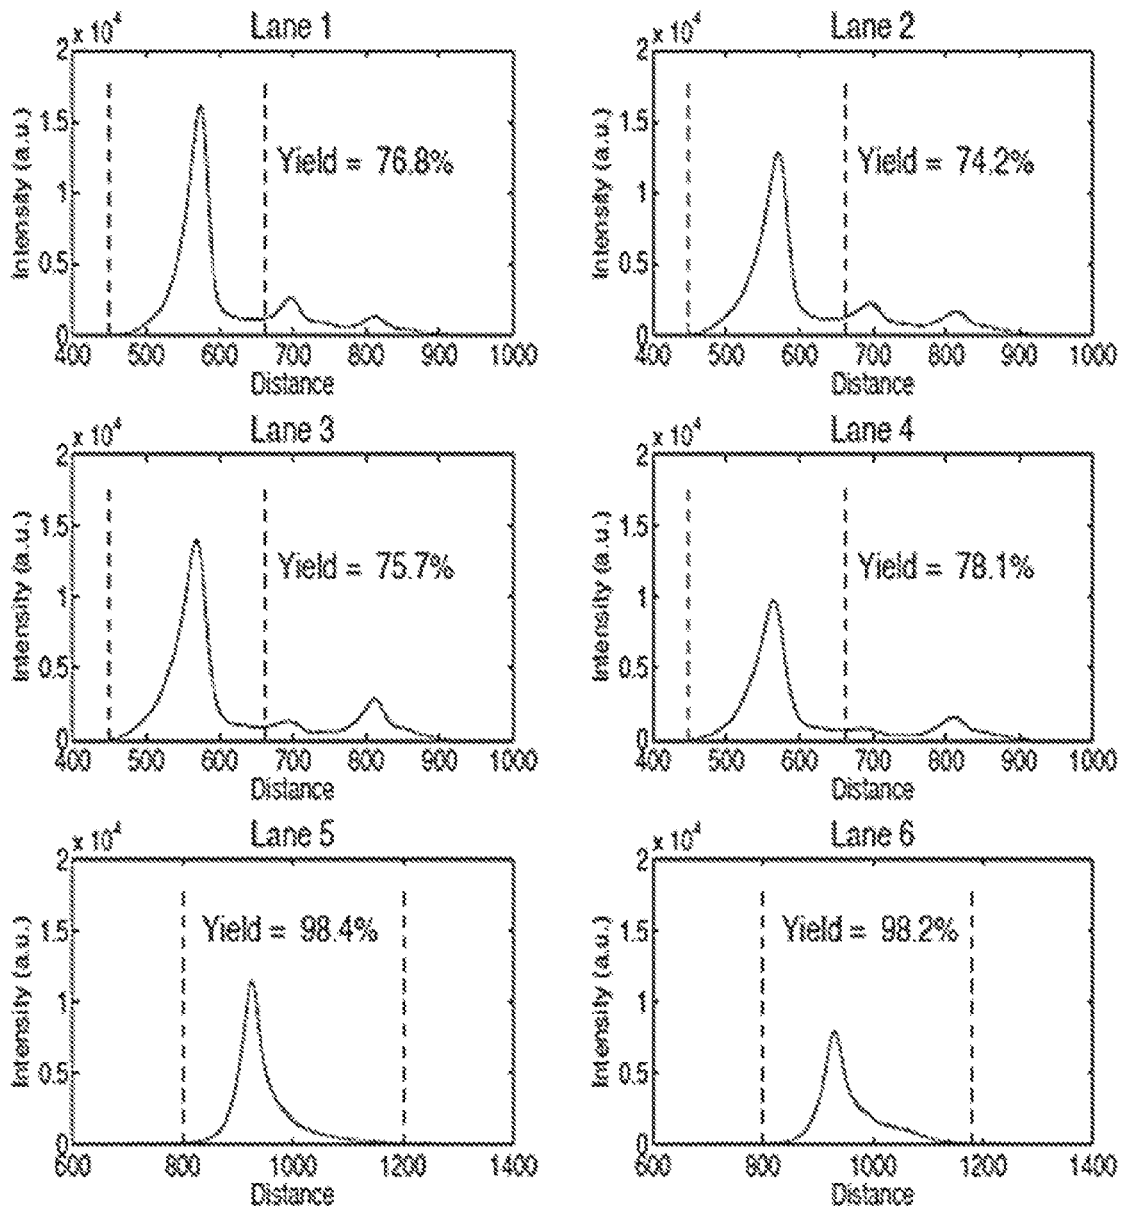 Lane 1
x 10⁴
2
1.5
1
0.5
0
Intensity (a.u.)
Yield = 76.8%
400 500 600 700 800 900 1000
Distance
Lane 2
x 10⁴
2
1.5
1
0.5
0
Intensity (a.u.)
Yield = 74.2%
400 500 600 700 800 900 1000
Distance
Lane 3
x 10⁴
2
1.5
1
0.5
0
Intensity (a.u.)
Yield = 75.7%
400 500 600 700 800 900 1000
Distance
Lane 4
x 10⁴
2
1.5
1
0.5
0
Intensity (a.u.)
Yield = 78.1%
400 500 600 700 800 900 1000
Distance
Lane 5
x 10⁴
2
1.5
1
0.5
0
Intensity (a.u.)
Yield = 98.4%
600 800 1000 1200 1400
Distance
Lane 6
x 10⁴
2
1.5
1
0.5
0
Intensity (a.u.)
Yield = 98.2%
600 800 1000 1200 1400
Distance